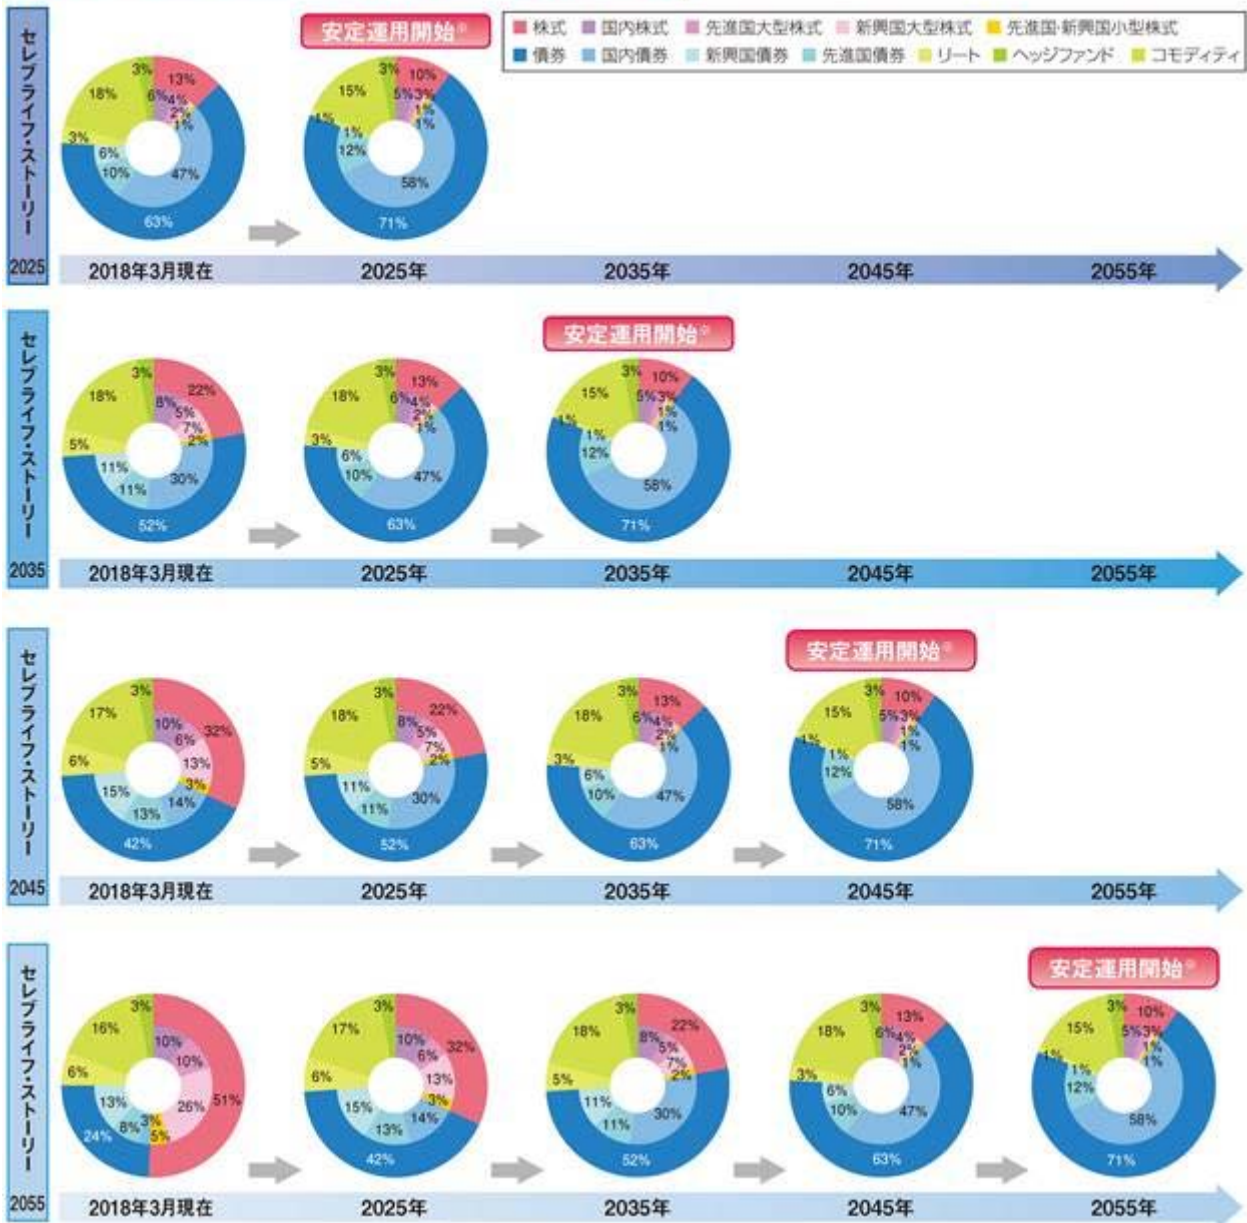 安定運用開始※
株式 国内株式 先進国大型株式 新興国大型株式 先進国・新興国小型株式
債券 国内債券 新興国債券 先進国債券 リート ヘッジファンド コモディティ
セレブライフ・ストーリー
2025
3% 13% 6% 4% 2% 1% 47% 63% 10% 6% 3% 18%
3% 10% 5% 3% 1% 1% 58% 71% 12% 1% 1% 15%
2018年3月現在 2025年 2035年 2045年 2055年
安定運用開始※
セレブライフ・ストーリー
2035
3% 22% 8% 5% 7% 2% 30% 52% 11% 11% 5% 18%
3% 13% 6% 4% 2% 1% 47% 63% 10% 6% 3% 18%
3% 10% 5% 3% 1% 1% 58% 71% 12% 1% 1% 15%
2018年3月現在 2025年 2035年 2045年 2055年
安定運用開始※
セレブライフ・ストーリー
2045
3% 32% 10% 6% 13% 3% 14% 42% 13% 15% 6% 17%
3% 22% 8% 5% 7% 2% 30% 52% 11% 11% 5% 18%
3% 13% 6% 4% 2% 1% 47% 63% 10% 6% 3% 18%
3% 10% 5% 3% 1% 1% 58% 71% 12% 1% 1% 15%
2018年3月現在 2025年 2035年 2045年 2055年
安定運用開始※
セレブライフ・ストーリー
2055
3% 51% 10% 10% 26% 5% 3% 24% 8% 13% 6% 16%
3% 32% 10% 6% 13% 3% 14% 42% 13% 15% 6% 17%
3% 22% 8% 5% 7% 2% 30% 52% 11% 11% 5% 18%
3% 13% 6% 4% 2% 1% 47% 63% 10% 6% 3% 18%
3% 10% 5% 3% 1% 1% 58% 71% 12% 1% 1% 15%
2018年3月現在 2025年 2035年 2045年 2055年